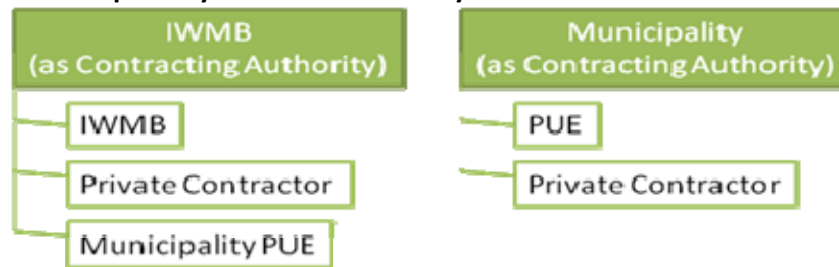 IWMB
(as Contracting Authority)
IWMB
Private Contractor
Municipality PUE
Municipality
(as Contracting Authority)
PUE
Private Contractor